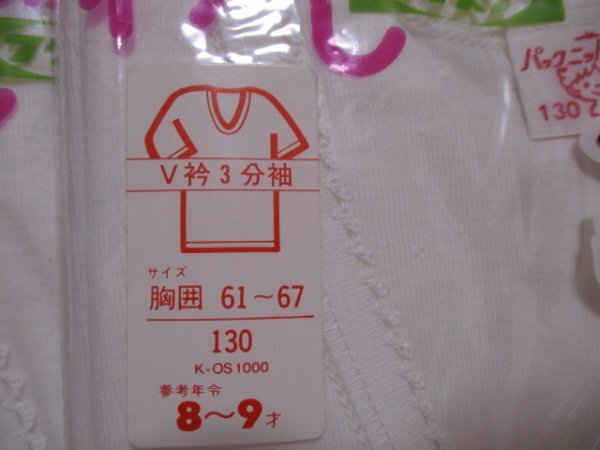 V衿3分袖
サイズ
胸囲 61～67
130
K-OS1000
参考年令
8～9才
パックニット
130